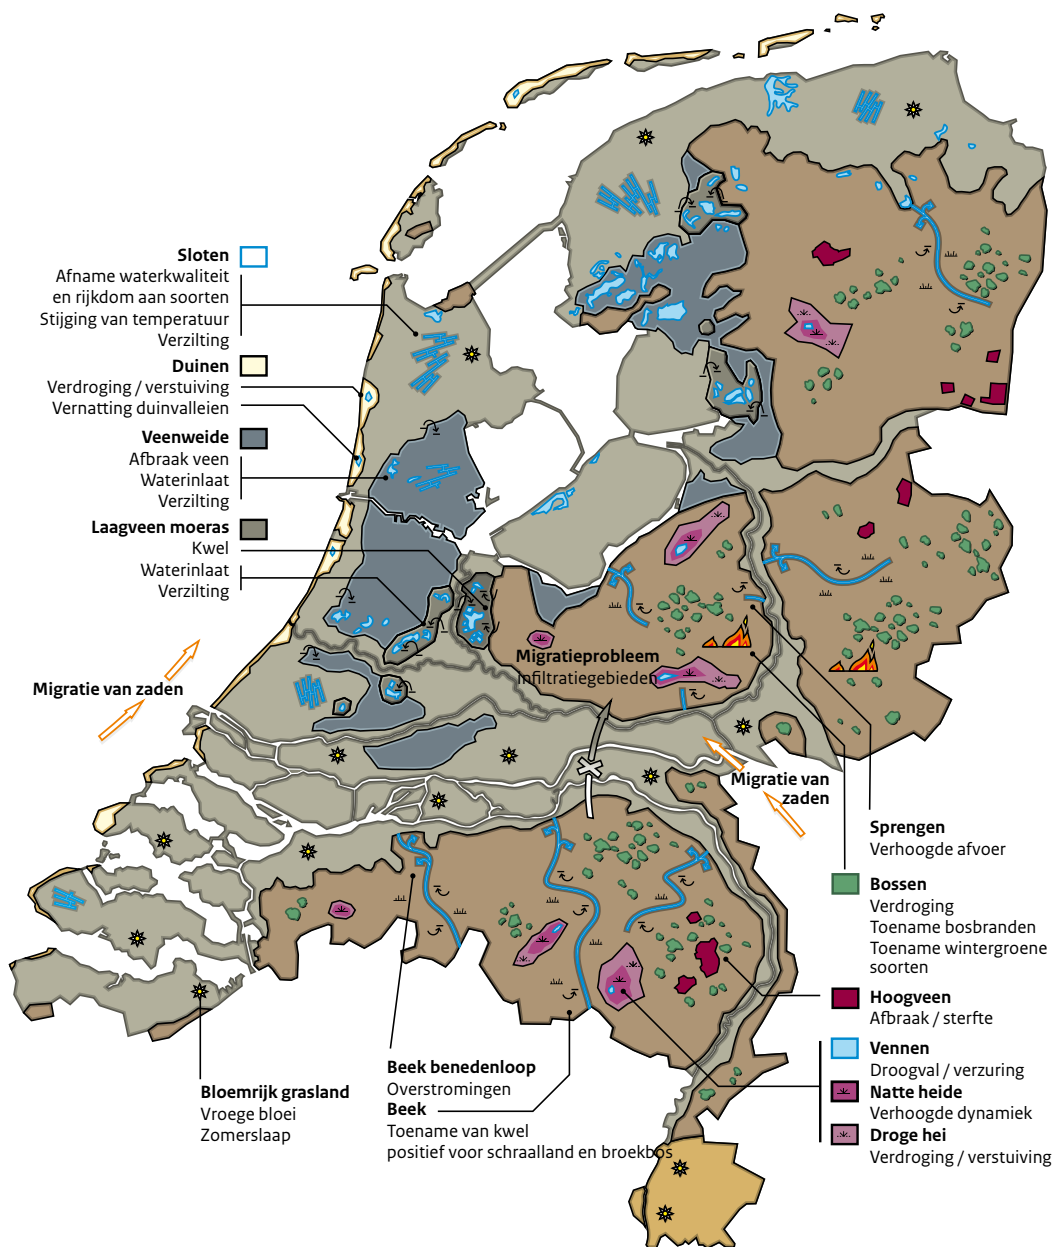 Sloten
Afname waterkwaliteit
en rijkdom aan soorten
Stijging van temperatuur
Verzilting
Duinen
Verdroging / verstuiving
Vernatting duinvalleien
Veenweide
Afbraak veen
Waterinlaat
Verzilting
Laagveen moeras
Kwel
Waterinlaat
Verzilting
Migratie van zaden
Migratieprobleem
infiltratiegebieden
Migratie van
zaden
Sprengen
Verhoogde afvoer
Bossen
Verdroging
Toename bosbranden
Toename wintergroene
soorten
Hoogveen
Afbraak / sterfte
Vennen
Droogval / verzuring
Natte heide
Verhoogde dynamiek
Droge hei
Verdroging / verstuiving
Beek benedenloop
Overstromingen
Beek
Toename van kwel
positief voor schraalland en broekbos
Bloemrijk grasland
Vroege bloei
Zomerslaap